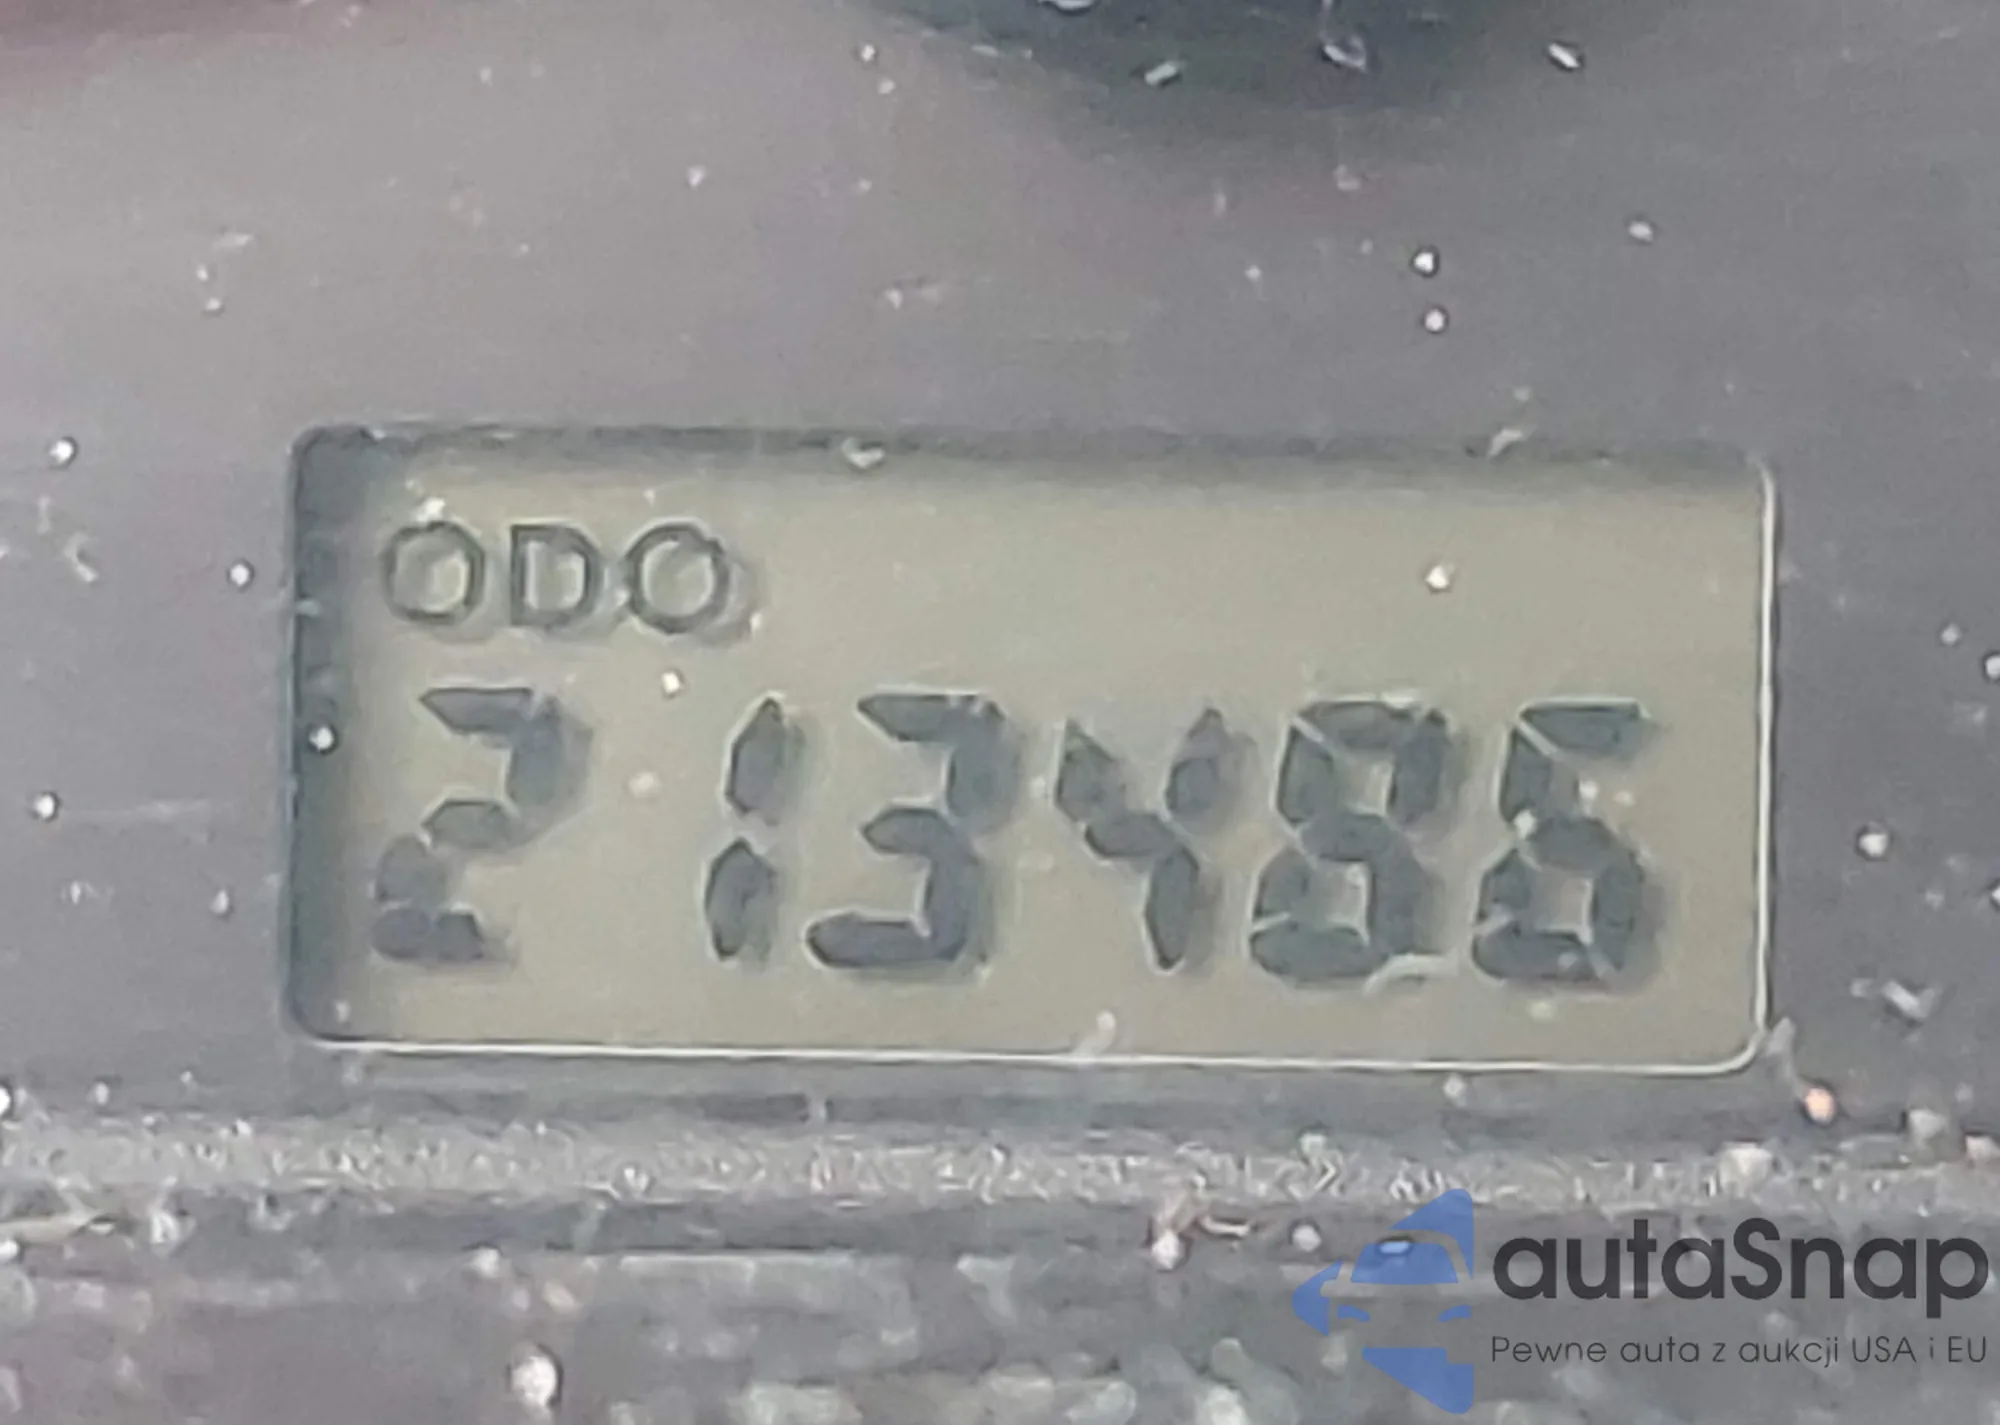 ODO
213486
autaSnap
Pewne auta z aukcji USA i EU